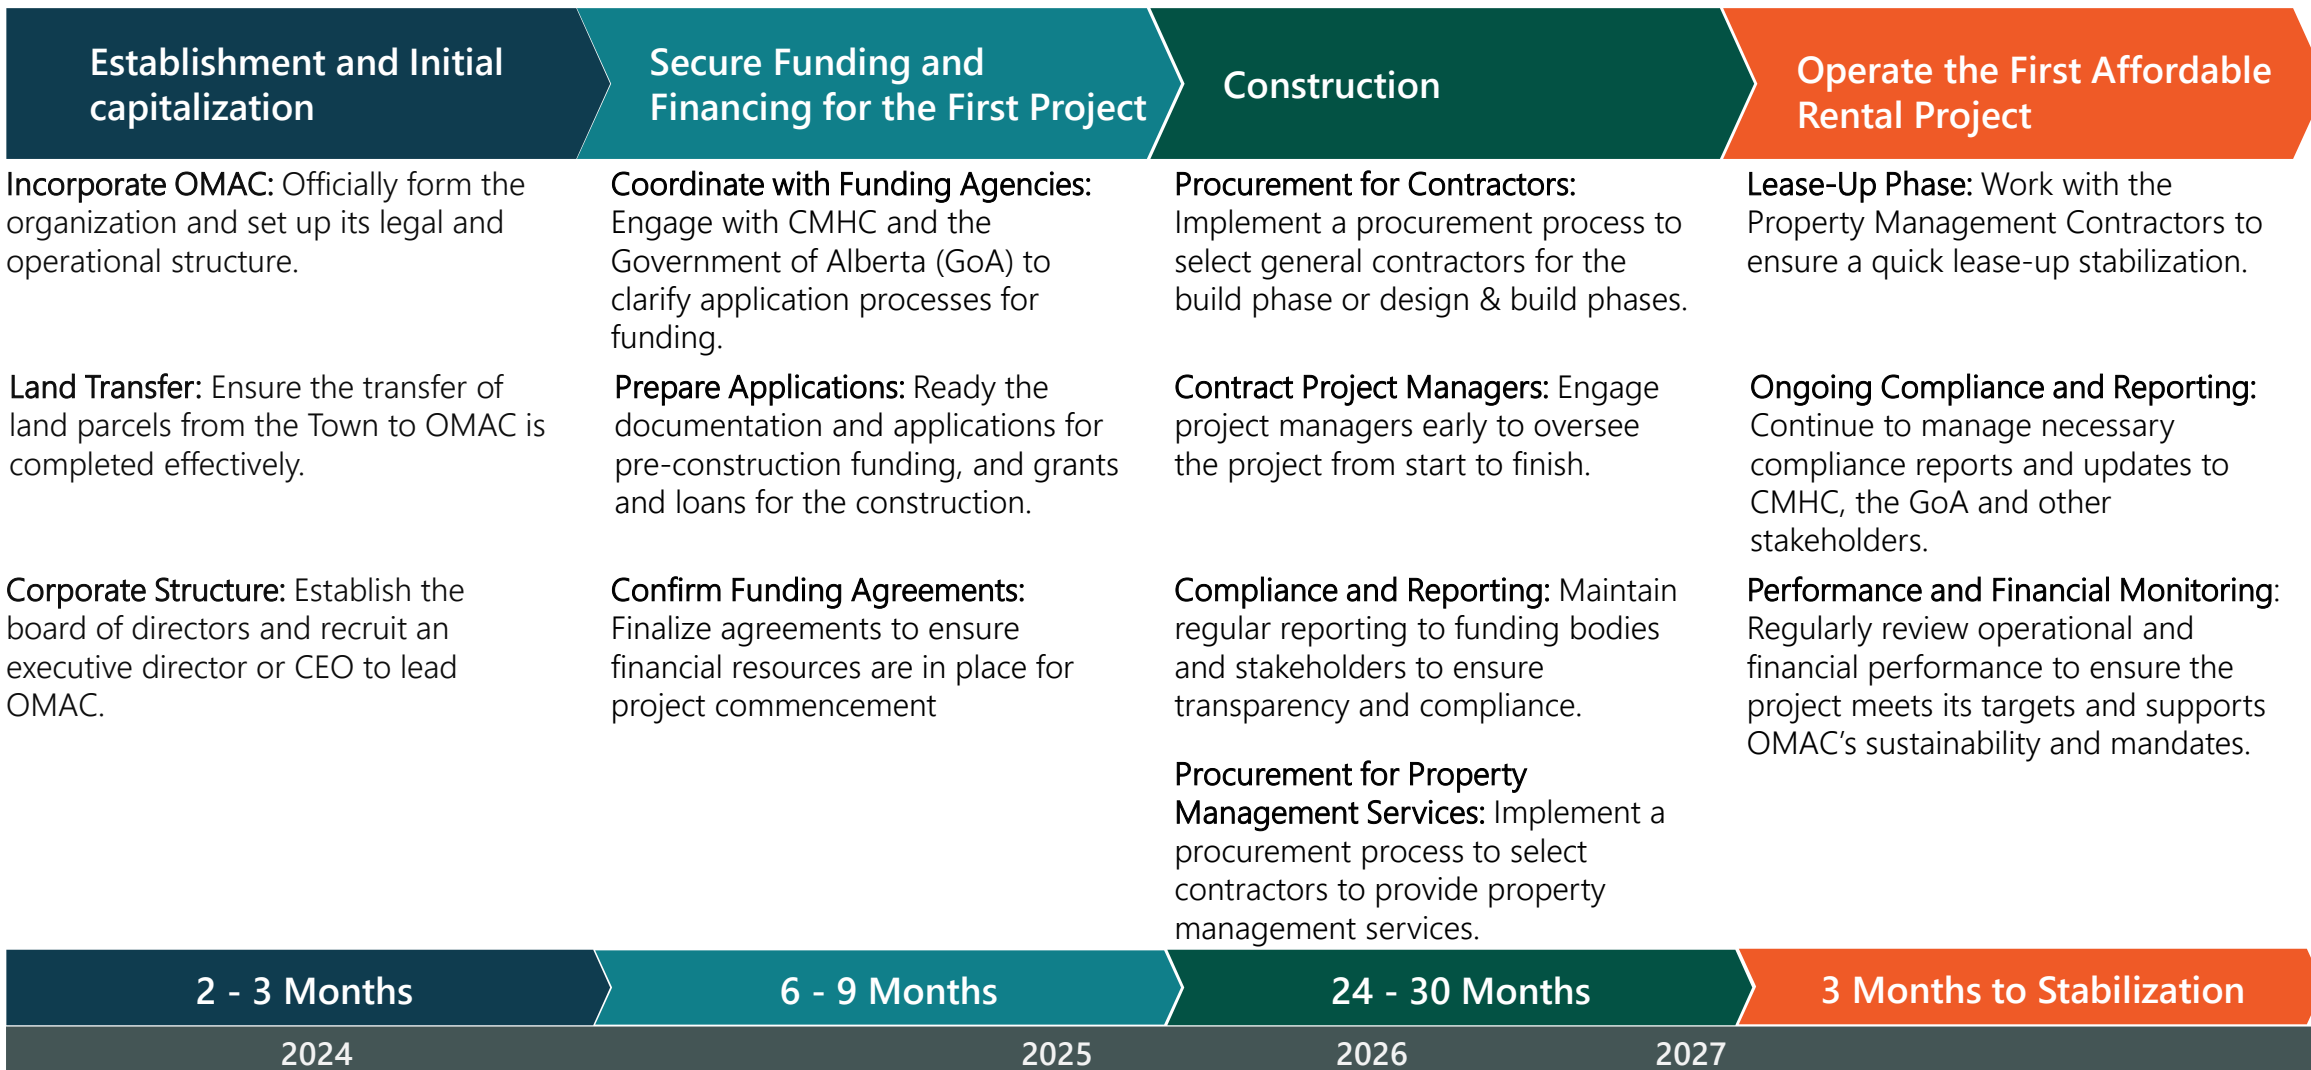 Establishment and Initial
capitalization
Secure Funding and
Financing for the First Project
Construction
Operate the First Affordable
Rental Project
Incorporate OMAC: Officially form the
organization and set up its legal and
operational structure.
Land Transfer: Ensure the transfer of
land parcels from the Town to OMAC is
completed effectively.
Corporate Structure: Establish the
board of directors and recruit an
executive director or CEO to lead
OMAC.
Coordinate with Funding Agencies:
Engage with CMHC and the
Government of Alberta (GoA) to
clarify application processes for
funding.
Prepare Applications: Ready the
documentation and applications for
pre-construction funding, and grants
and loans for the construction.
Confirm Funding Agreements:
Finalize agreements to ensure
financial resources are in place for
project commencement
Procurement for Contractors:
Implement a procurement process to
select general contractors for the
build phase or design & build phases.
Contract Project Managers: Engage
project managers early to oversee
the project from start to finish.
Compliance and Reporting: Maintain
regular reporting to funding bodies
and stakeholders to ensure
transparency and compliance.
Procurement for Property
Management Services: Implement a
procurement process to select
contractors to provide property
management services.
Lease-Up Phase: Work with the
Property Management Contractors to
ensure a quick lease-up stabilization.
Ongoing Compliance and Reporting:
Continue to manage necessary
compliance reports and updates to
CMHC, the GoA and other
stakeholders.
Performance and Financial Monitoring:
Regularly review operational and
financial performance to ensure the
project meets its targets and supports
OMAC’s sustainability and mandates.
2 - 3 Months
6 - 9 Months
24 - 30 Months
3 Months to Stabilization
2024
2025
2026
2027